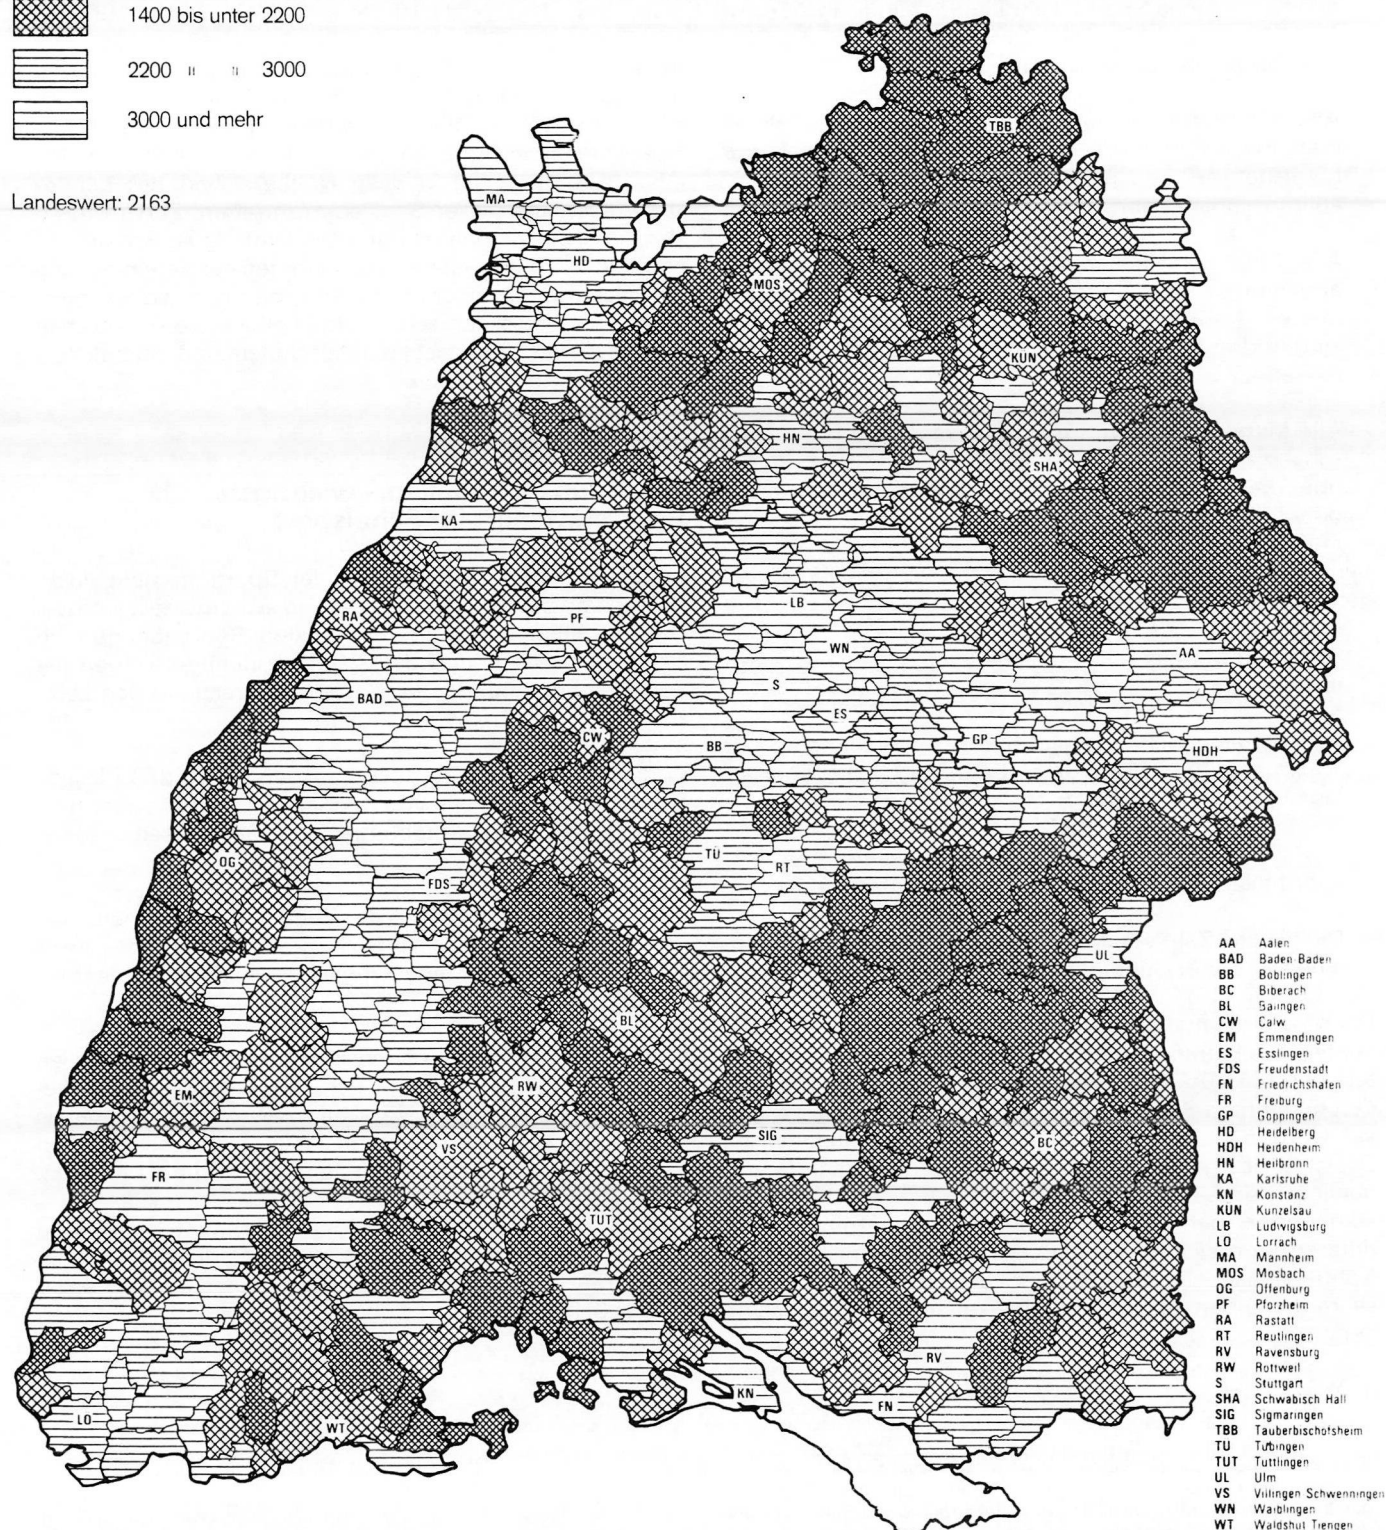 1400 bis unter 2200
2200 " " 3000
3000 und mehr
Landeswert: 2163
TBB
MA
HD
MOS
KUN
HN
SHA
KA
LB
RA
PF
WN
AA
S
BAD
ES
CW
BB
GP
HDH
TU
OG
RT
FDS
UL
BL
RW
EM
SIG
BC
VS
FR
TUT
RV
KN
FN
LO
WT
AA Aalen
BAD Baden Baden
BB Boblingen
BC Biberach
BL Balingen
CW Calw
EM Emmendingen
ES Esslingen
FDS Freudenstadt
FN Friedrichshafen
FR Freiburg
GP Goppingen
HD Heidelberg
HDH Heidenheim
HN Heilbronn
KA Karlsruhe
KN Konstanz
KUN Kunzelsau
LB Ludwigsburg
LO Lorrach
MA Mannheim
MOS Mosbach
OG Offenburg
PF Pforzheim
RA Rastatt
RT Reutlingen
RV Ravensburg
RW Rottweil
S Stuttgart
SHA Schwabisch Hall
SIG Sigmaringen
TBB Tauberbischofsheim
TU Tubingen
TUT Tuttlingen
UL Ulm
VS Villingen Schwenningen
WN Waiblingen
WT Waldshut Tiengen